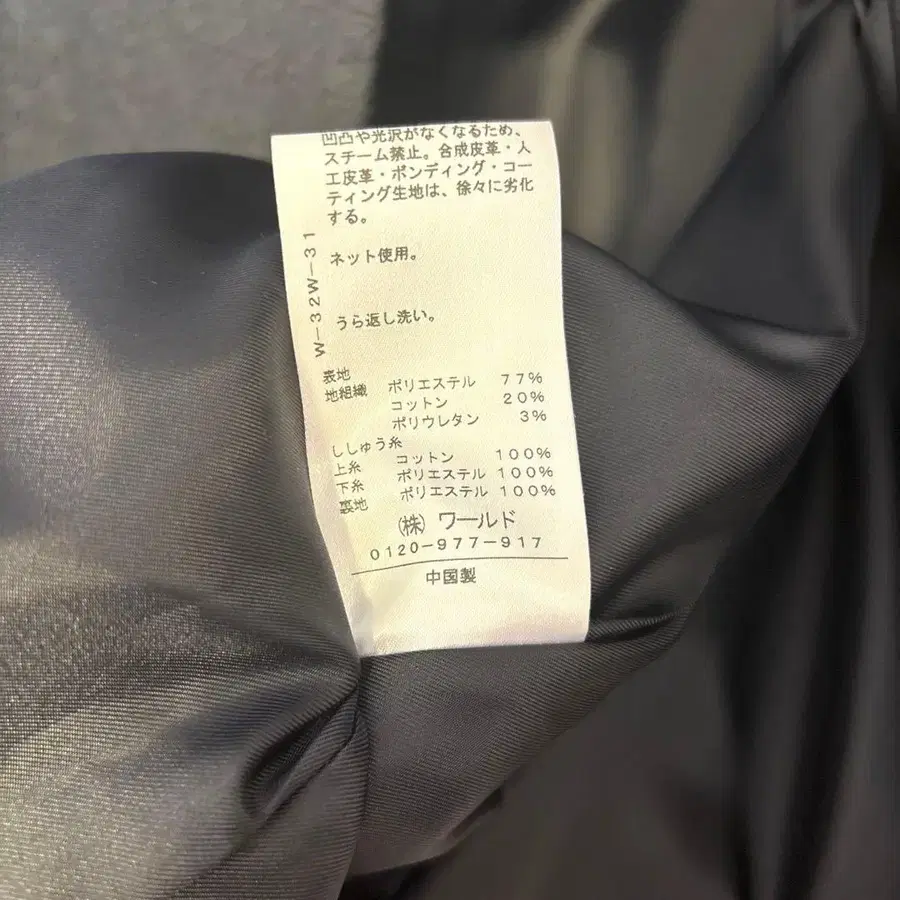 凹凸や光沢がなくなるため、
スチーム禁止。合成皮革・人
工皮革・ボンディング・コー
ティング生地は、徐々に劣化
する。
ネット使用。
うら返し洗い。
W-32W-31
表地
地組織 ポリエステル 77%
コットン 20%
ポリウレタン 3%
ししゅう糸
上糸 コットン 100%
下糸 ポリエステル 100%
裏地 ポリエステル 100%
(株) ワールド
0120-977-917
中国製